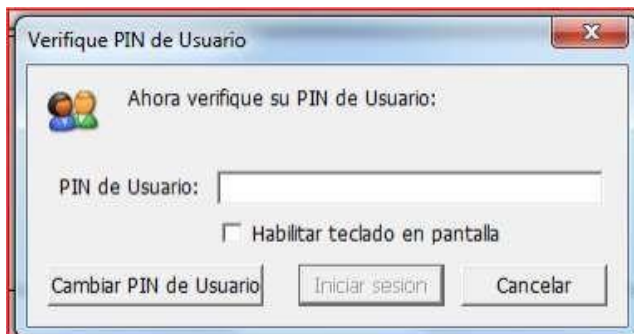 Verifique PIN de Usuario
Ahora verifique su PIN de Usuario:
PIN de Usuario:
Habilitar teclado en pantalla
Cambiar PIN de Usuario Iniciar sesion Cancelar